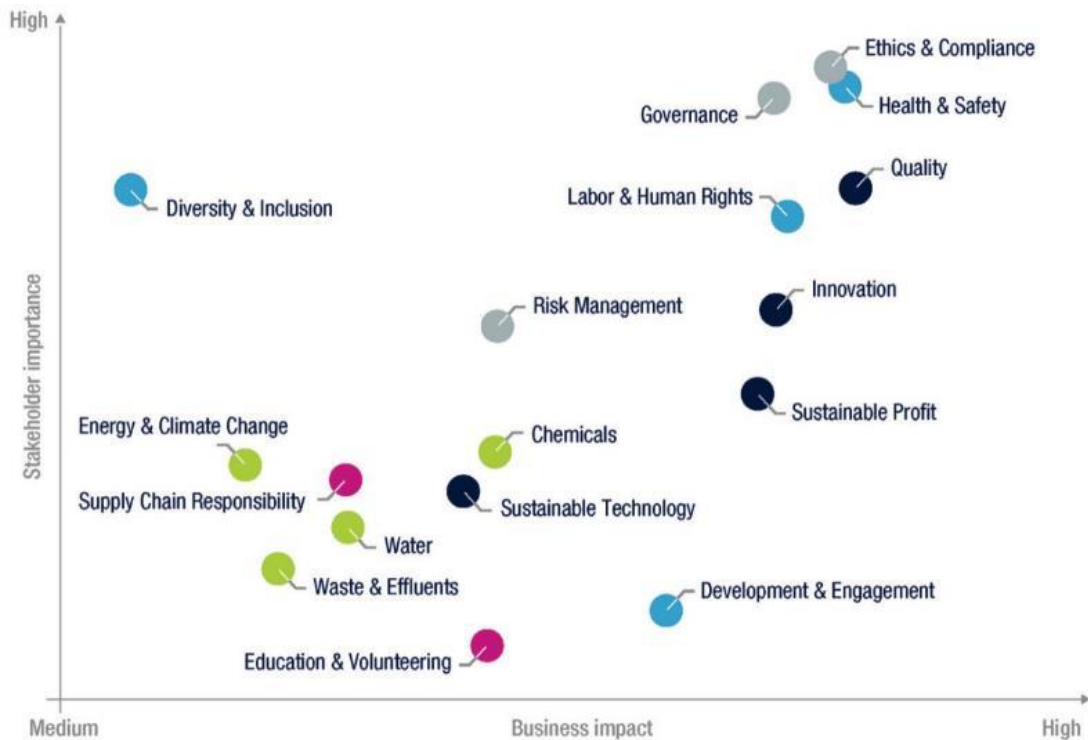 High
Ethics & Compliance
Health & Safety
Governance
Quality
Labor & Human Rights
Diversity & Inclusion
Innovation
Risk Management
Stakeholder importance
Sustainable Profit
Energy & Climate Change
Chemicals
Supply Chain Responsibility
Sustainable Technology
Water
Waste & Effluents
Development & Engagement
Education & Volunteering
Medium
Business impact
High